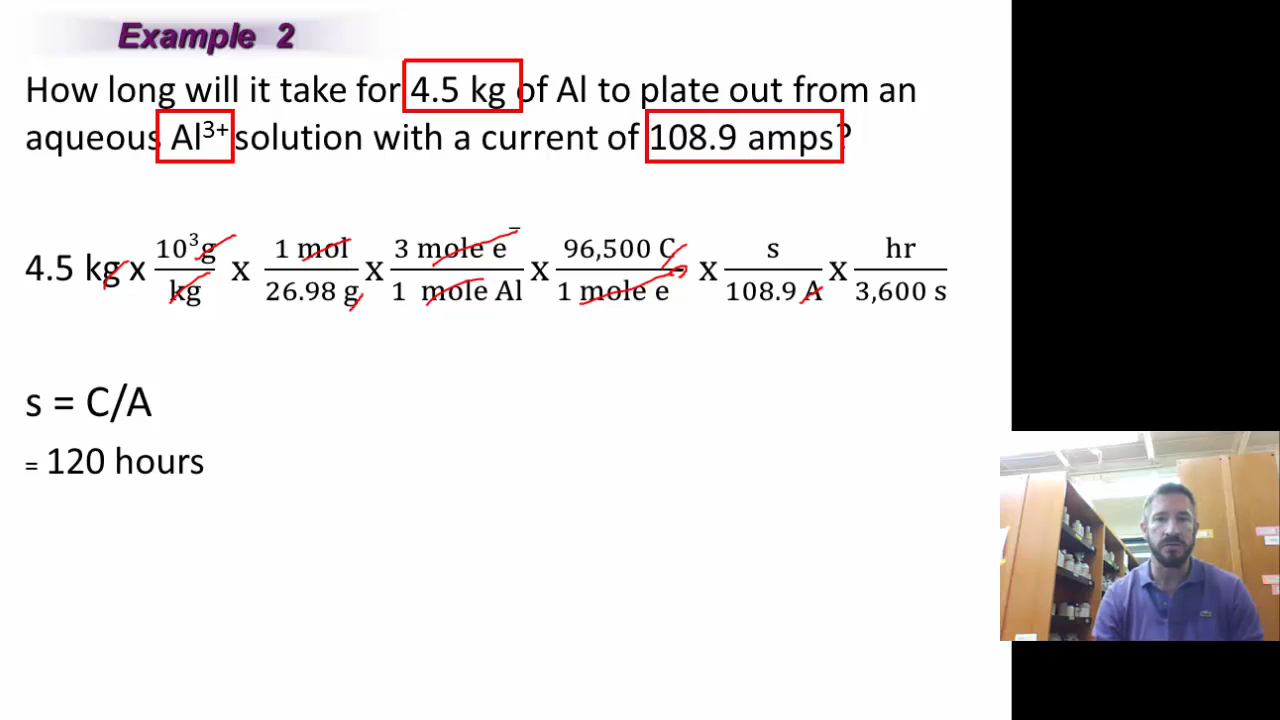 Example 2
How long will it take for 4.5 kg of Al to plate out from an
aqueous Al³⁺ solution with a current of 108.9 amps?
4.5 kg x 10³g/kg x 1 mol/26.98 g x 3 mole e⁻/1 mole Al x 96,500 C/1 mole e x s/108.9 A x hr/3,600 s
s = C/A
= 120 hours